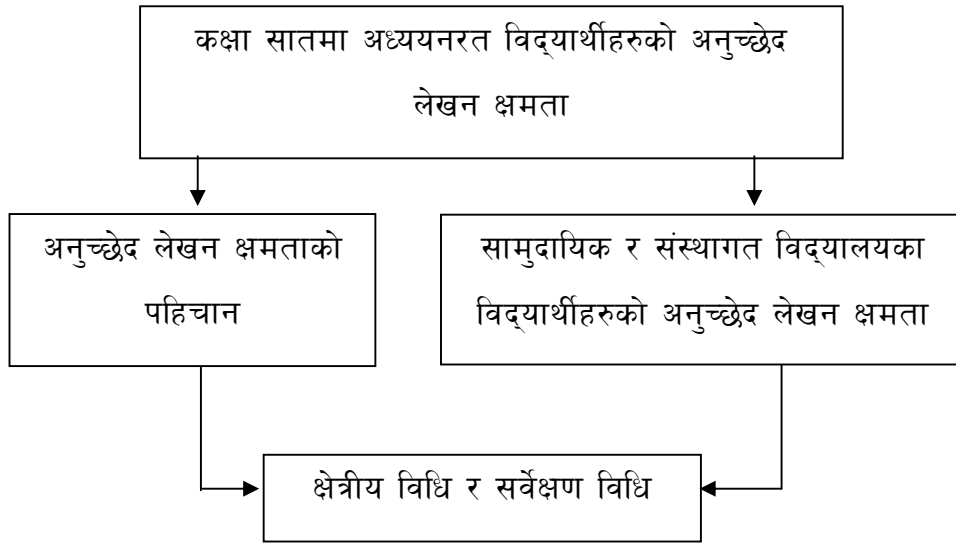 कक्षा सातमा अध्ययनरत विद्‌यार्थीहरुको अनुच्छेद
लेखन क्षमता
अनुच्छेद लेखन क्षमताको
पहिचान
सामुदायिक र संस्थागत विद्‌यालयका
विद्‌यार्थीहरुको अनुच्छेद लेखन क्षमता
क्षेत्रीय विधि र सर्वेक्षण विधि